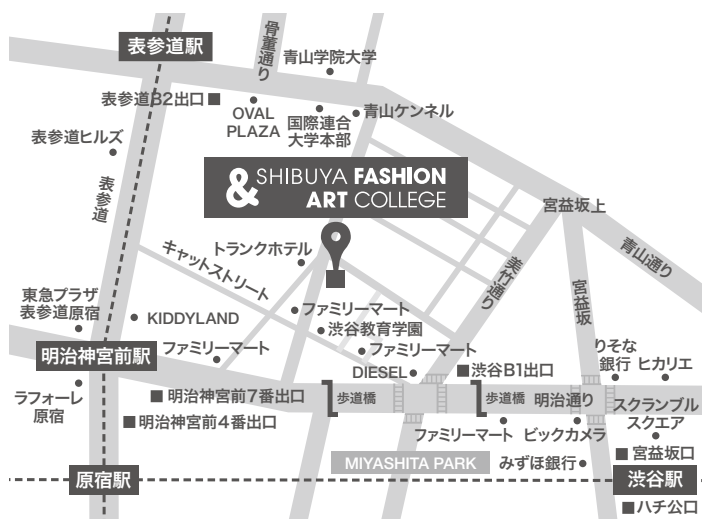 表参道駅
骨董通り
青山学院大学
表参道B2出口
OVAL
PLAZA
国際連合
大学本部
青山ケンネル
表参道ヒルズ
表参道
& SHIBUYA FASHION
ART COLLEGE
宮益坂上
青山通り
トランクホテル
キャットストリート
美竹通り
宮益坂
東急プラザ
表参道原宿
KIDDYLAND
ファミリーマート
渋谷教育学園
明治神宮前駅
ファミリーマート
ファミリーマート
DIESEL
渋谷B1出口
りそな
銀行
ヒカリエ
ラフォーレ
原宿
明治神宮前7番出口
明治神宮前4番出口
歩道橋
歩道橋
明治通り
スクランブル
スクエア
ファミリーマート
ビックカメラ
宮益坂口
MIYASHITA PARK
みずほ銀行
原宿駅
渋谷駅
ハチ公口